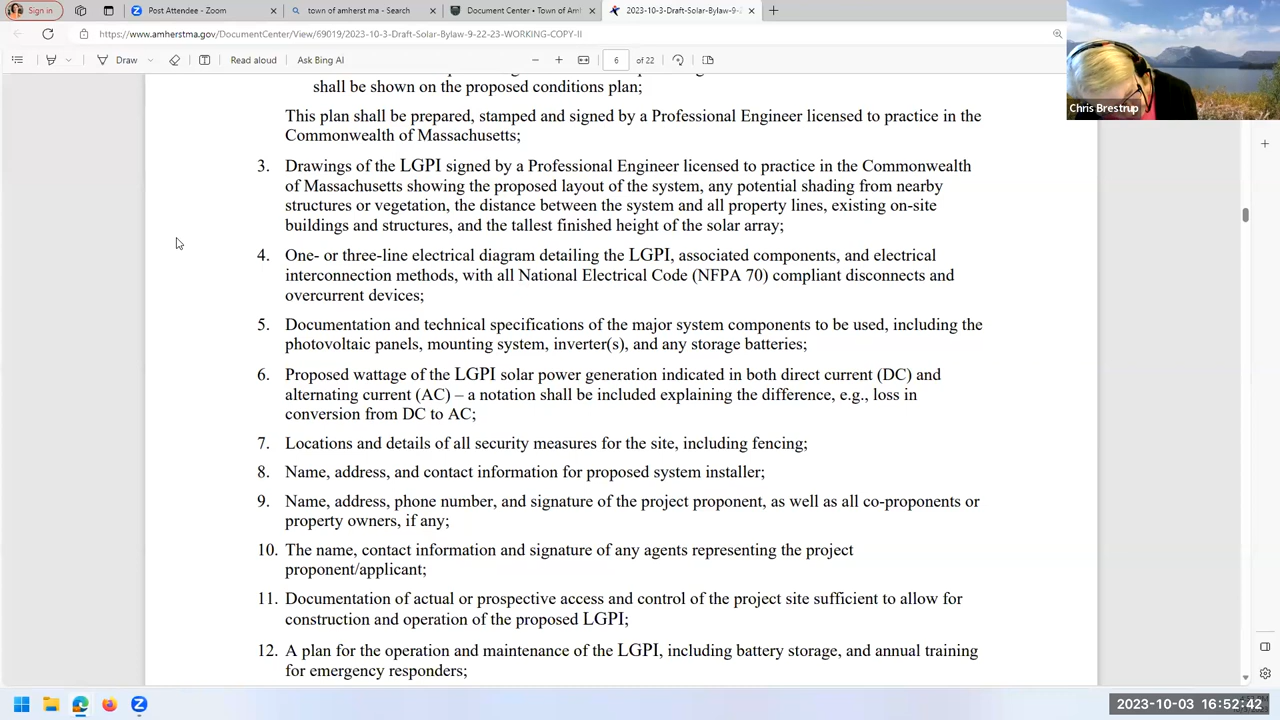 Sign in
Post Attendee - Zoom
town of amherst ma - Search
Document Center • Town of Am
2023-10-3-Draft-Solar-Bylaw-9-2
https://www.amherstma.gov/DocumentCenter/View/69019/2023-10-3-Draft-Solar-Bylaw-9-22-23-WORKING-COPY-II
Draw
Read aloud
Ask Bing AI
6
of 22
Chris Brestrup
shall be shown on the proposed conditions plan;
This plan shall be prepared, stamped and signed by a Professional Engineer licensed to practice in the
Commonwealth of Massachusetts;
3. Drawings of the LGPI signed by a Professional Engineer licensed to practice in the Commonwealth
of Massachusetts showing the proposed layout of the system, any potential shading from nearby
structures or vegetation, the distance between the system and all property lines, existing on-site
buildings and structures, and the tallest finished height of the solar array;
4. One- or three-line electrical diagram detailing the LGPI, associated components, and electrical
interconnection methods, with all National Electrical Code (NFPA 70) compliant disconnects and
overcurrent devices;
5. Documentation and technical specifications of the major system components to be used, including the
photovoltaic panels, mounting system, inverter(s), and any storage batteries;
6. Proposed wattage of the LGPI solar power generation indicated in both direct current (DC) and
alternating current (AC) – a notation shall be included explaining the difference, e.g., loss in
conversion from DC to AC;
7. Locations and details of all security measures for the site, including fencing;
8. Name, address, and contact information for proposed system installer;
9. Name, address, phone number, and signature of the project proponent, as well as all co-proponents or
property owners, if any;
10. The name, contact information and signature of any agents representing the project
proponent/applicant;
11. Documentation of actual or prospective access and control of the project site sufficient to allow for
construction and operation of the proposed LGPI;
12. A plan for the operation and maintenance of the LGPI, including battery storage, and annual training
for emergency responders;
2023-10-03 16:52:42